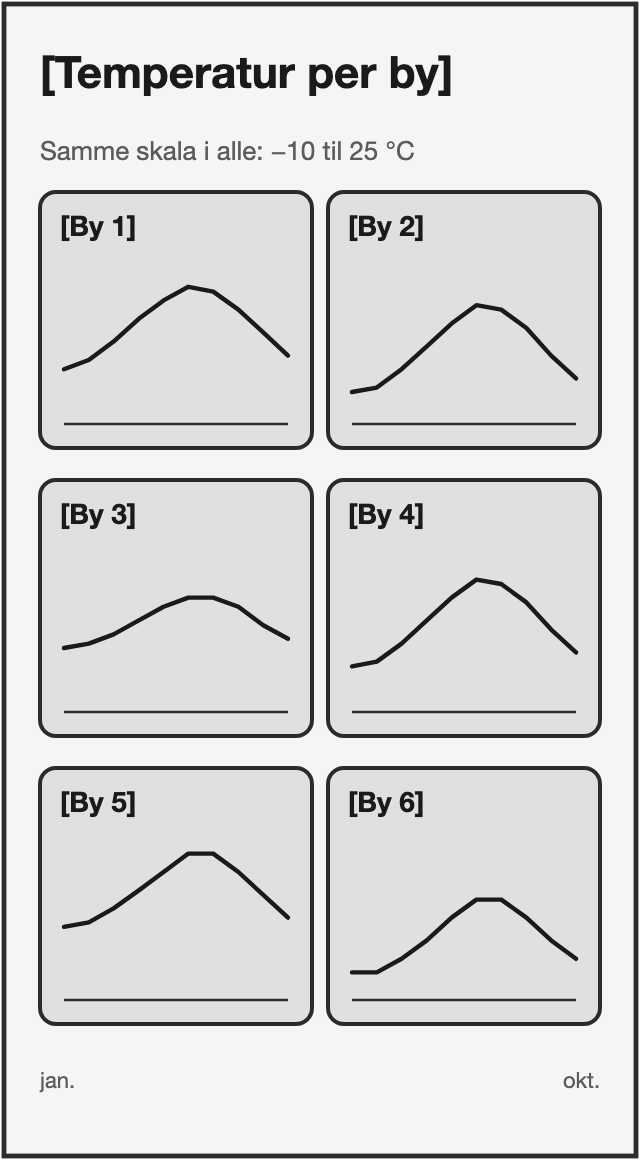 [Temperatur per by]
Samme skala i alle: −10 til 25 °C
[By 1]
[By 2]
[By 3]
[By 4]
[By 5]
[By 6]
jan.
okt.